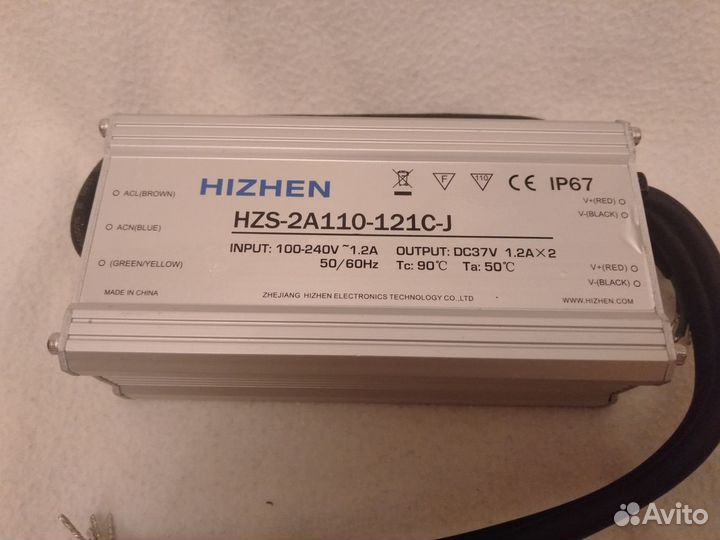 HIZHEN
F
110
CE IP67
HZS-2A110-121C-J
ACL(BROWN)
ACN(BLUE)
(GREEN/YELLOW)
INPUT: 100-240V~1.2A OUTPUT: DC37V 1.2A×2
50/60Hz Tc: 90℃ Ta: 50℃
V+(RED)
V-(BLACK)
V+(RED)
V-(BLACK)
MADE IN CHINA
ZHEJIANG HIZHEN ELECTRONICS TECHNOLOGY CO.,LTD
WWW.HIZHEN.COM
Avito